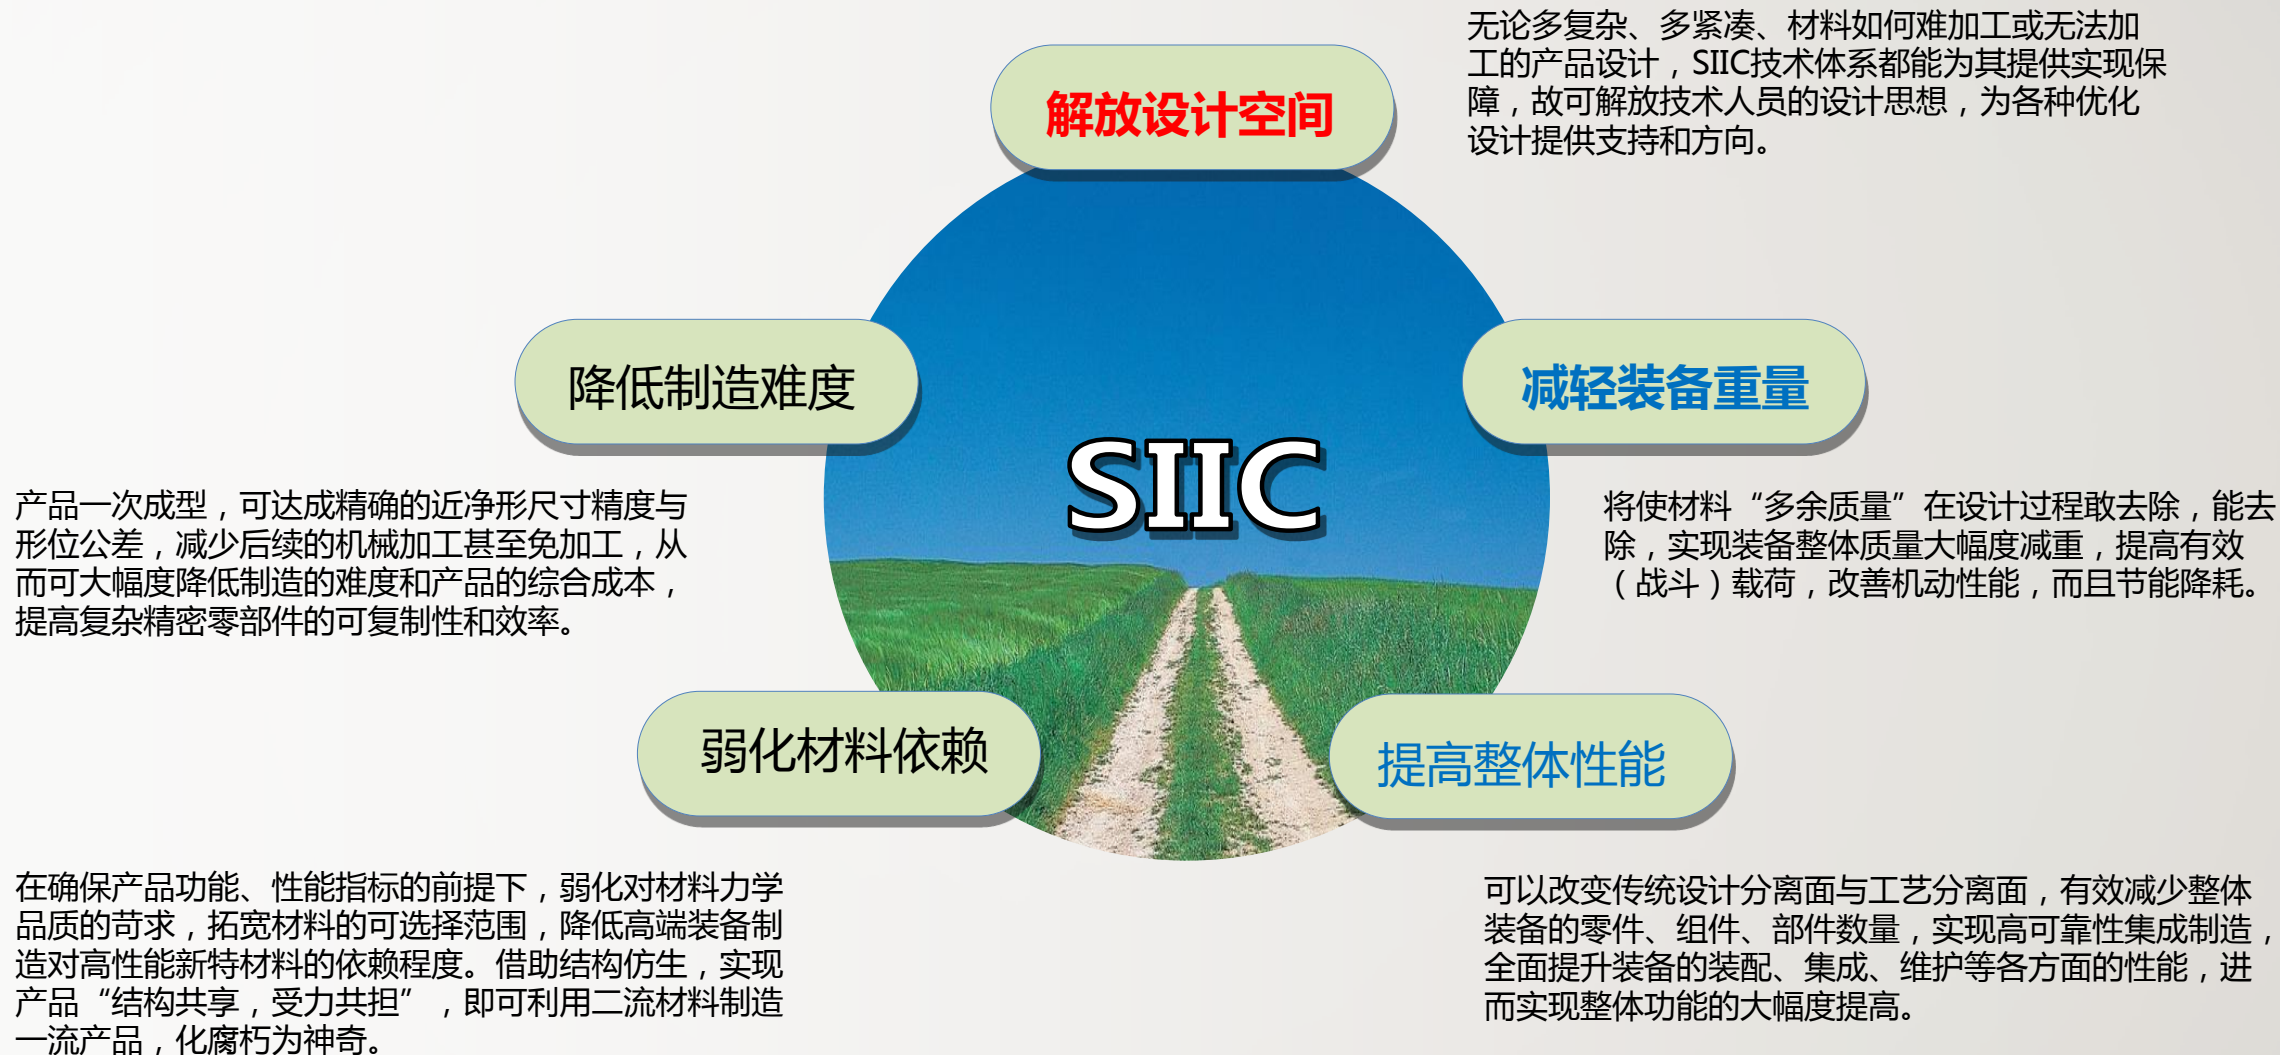 解放设计空间
无论多复杂、多紧凑、材料如何难加工或无法加
工的产品设计，SIIC技术体系都能为其提供实现保
障，故可解放技术人员的设计思想，为各种优化
设计提供支持和方向。
降低制造难度
产品一次成型，可达成精确的近净形尺寸精度与
形位公差，减少后续的机械加工甚至免加工，从
而可大幅度降低制造的难度和产品的综合成本，
提高复杂精密零部件的可复制性和效率。
SIIC
减轻装备重量
将使材料“多余质量”在设计过程敢去除，能去
除，实现装备整体质量大幅度减重，提高有效
（战斗）载荷，改善机动性能，而且节能降耗。
弱化材料依赖
在确保产品功能、性能指标的前提下，弱化对材料力学
品质的苛求，拓宽材料的可选择范围，降低高端装备制
造对高性能新特材料的依赖程度。借助结构仿生，实现
产品“结构共享，受力共担”，即可利用二流材料制造
一流产品，化腐朽为神奇。
提高整体性能
可以改变传统设计分离面与工艺分离面，有效减少整体
装备的零件、组件、部件数量，实现高可靠性集成制造，
全面提升装备的装配、集成、维护等各方面的性能，进
而实现整体功能的大幅度提高。